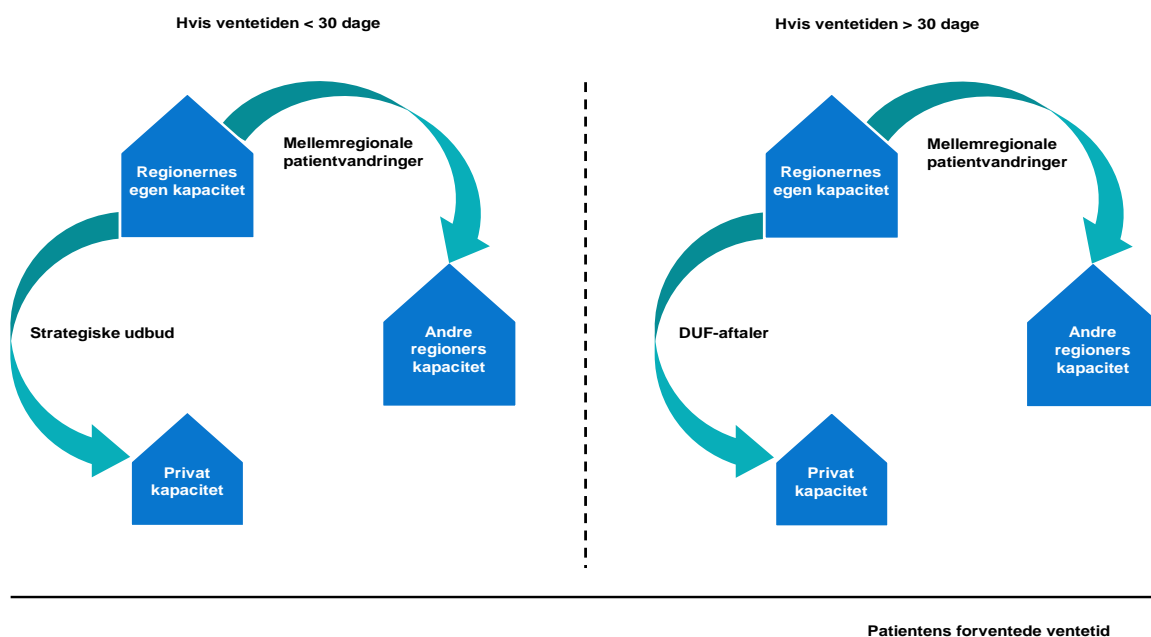 Hvis ventetiden < 30 dage
Regionernes
egen kapacitet
Mellemregionale
patientvandringer
Strategiske udbud
Andre
regioners
kapacitet
Privat
kapacitet
Hvis ventetiden > 30 dage
Regionernes
egen kapacitet
Mellemregionale
patientvandringer
DUF-aftaler
Andre
regioners
kapacitet
Privat
kapacitet
Patientens forventede ventetid